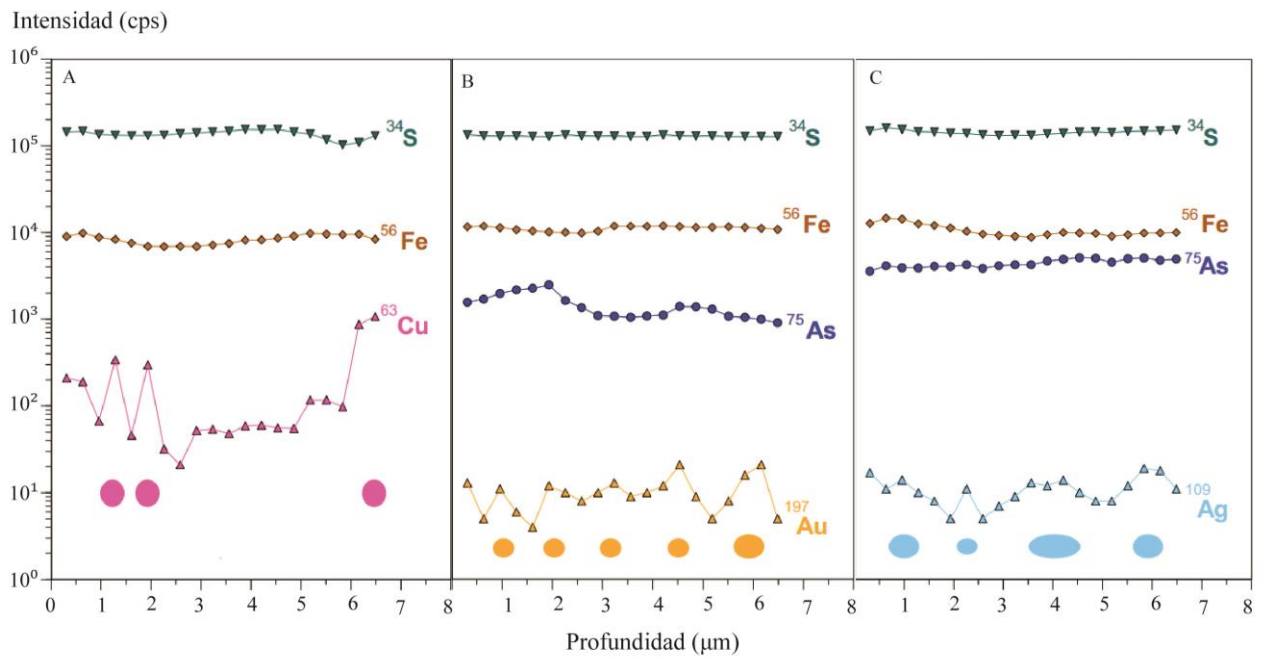 Intensidad (cps)
10⁶
10⁵
10⁴
10³
10²
10¹
10⁰
A
³⁴S
⁵⁶Fe
⁶³Cu
B
³⁴S
⁵⁶Fe
⁷⁵As
¹⁹⁷Au
C
³⁴S
⁵⁶Fe
⁷⁵As
¹⁰⁹Ag
0 1 2 3 4 5 6 7 8 1 2 3 4 5 6 7 8 1 2 3 4 5 6 7 8
Profundidad (μm)